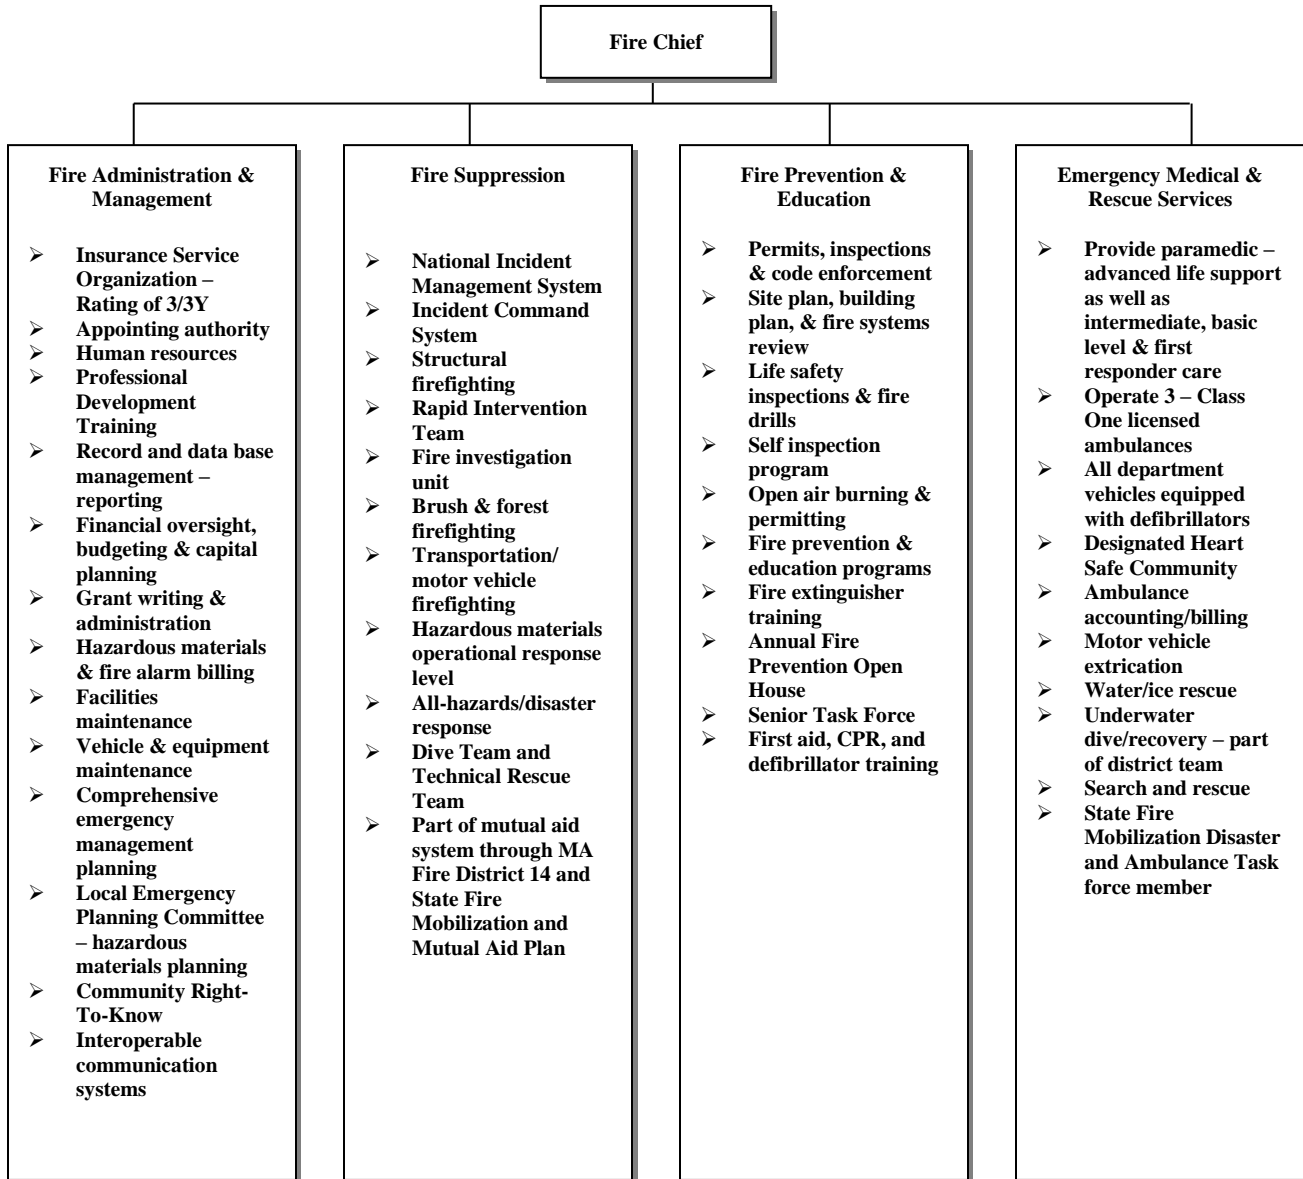 Fire Chief
Fire Administration &
Management
➢ Insurance Service
Organization –
Rating of 3/3Y
➢ Appointing authority
➢ Human resources
➢ Professional
Development
Training
➢ Record and data base
management –
reporting
➢ Financial oversight,
budgeting & capital
planning
➢ Grant writing &
administration
➢ Hazardous materials
& fire alarm billing
➢ Facilities
maintenance
➢ Vehicle & equipment
maintenance
➢ Comprehensive
emergency
management
planning
➢ Local Emergency
Planning Committee
– hazardous
materials planning
➢ Community Right-
To-Know
➢ Interoperable
communication
systems
Fire Suppression
➢ National Incident
Management System
➢ Incident Command
System
➢ Structural
firefighting
➢ Rapid Intervention
Team
➢ Fire investigation
unit
➢ Brush & forest
firefighting
➢ Transportation/
motor vehicle
firefighting
➢ Hazardous materials
operational response
level
➢ All-hazards/disaster
response
➢ Dive Team and
Technical Rescue
Team
➢ Part of mutual aid
system through MA
Fire District 14 and
State Fire
Mobilization and
Mutual Aid Plan
Fire Prevention &
Education
➢ Permits, inspections
& code enforcement
➢ Site plan, building
plan, & fire systems
review
➢ Life safety
inspections & fire
drills
➢ Self inspection
program
➢ Open air burning &
permitting
➢ Fire prevention &
education programs
➢ Fire extinguisher
training
➢ Annual Fire
Prevention Open
House
➢ Senior Task Force
➢ First aid, CPR, and
defibrillator training
Emergency Medical &
Rescue Services
➢ Provide paramedic –
advanced life support
as well as
intermediate, basic
level & first
responder care
➢ Operate 3 – Class
One licensed
ambulances
➢ All department
vehicles equipped
with defibrillators
➢ Designated Heart
Safe Community
➢ Ambulance
accounting/billing
➢ Motor vehicle
extrication
➢ Water/ice rescue
➢ Underwater
dive/recovery – part
of district team
➢ Search and rescue
➢ State Fire
Mobilization Disaster
and Ambulance Task
force member